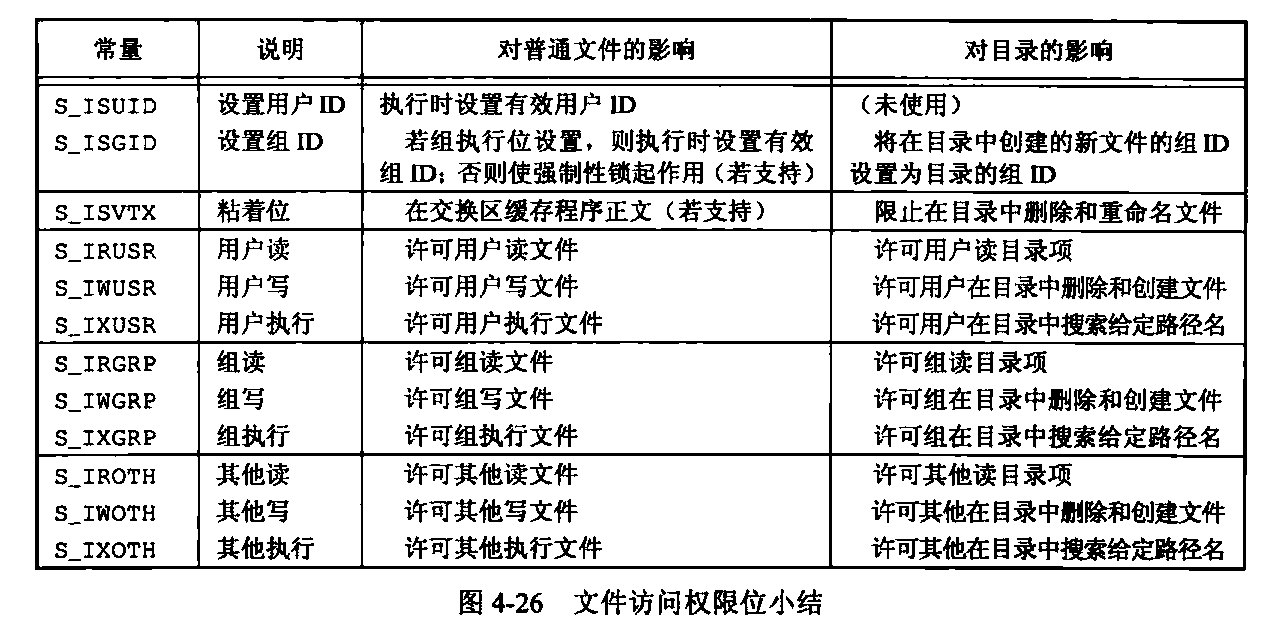 常量 说明 对普通文件的影响 对目录的影响
S_ISUID 设置用户 ID 执行时设置有效用户 ID （未使用）
S_ISGID 设置组 ID 若组执行位设置，则执行时设置有效 将在目录中创建的新文件的组 ID
组 ID；否则使强制性锁起作用（若支持） 设置为目录的组 ID
S_ISVTX 粘着位 在交换区缓存程序正文（若支持） 限止在目录中删除和重命名文件
S_IRUSR 用户读 许可用户读文件 许可用户读目录项
S_IWUSR 用户写 许可用户写文件 许可用户在目录中删除和创建文件
S_IXUSR 用户执行 许可用户执行文件 许可用户在目录中搜索给定路径名
S_IRGRP 组读 许可组读文件 许可组读目录项
S_IWGRP 组写 许可组写文件 许可组在目录中删除和创建文件
S_IXGRP 组执行 许可组执行文件 许可组在目录中搜索给定路径名
S_IROTH 其他读 许可其他读文件 许可其他读目录项
S_IWOTH 其他写 许可其他写文件 许可其他在目录中删除和创建文件
S_IXOTH 其他执行 许可其他执行文件 许可其他在目录中搜索给定路径名
图 4-26 文件访问权限位小结